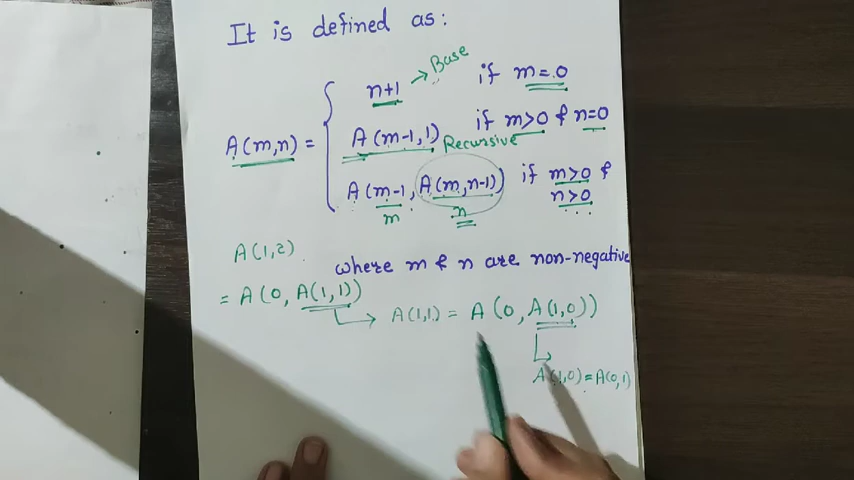 It is defined as:
n+1 → Base if m=0
A(m,n) = { A(m-1,1) if m>0 & n=0
Recursive
A(m-1, A(m,n-1)) if m>0 & n>0
m n
A(1,2)
where m & n are non-negative
= A(0, A(1,1))
→ A(1,1) = A(0, A(1,0))
→ A(1,0) = A(0,1)